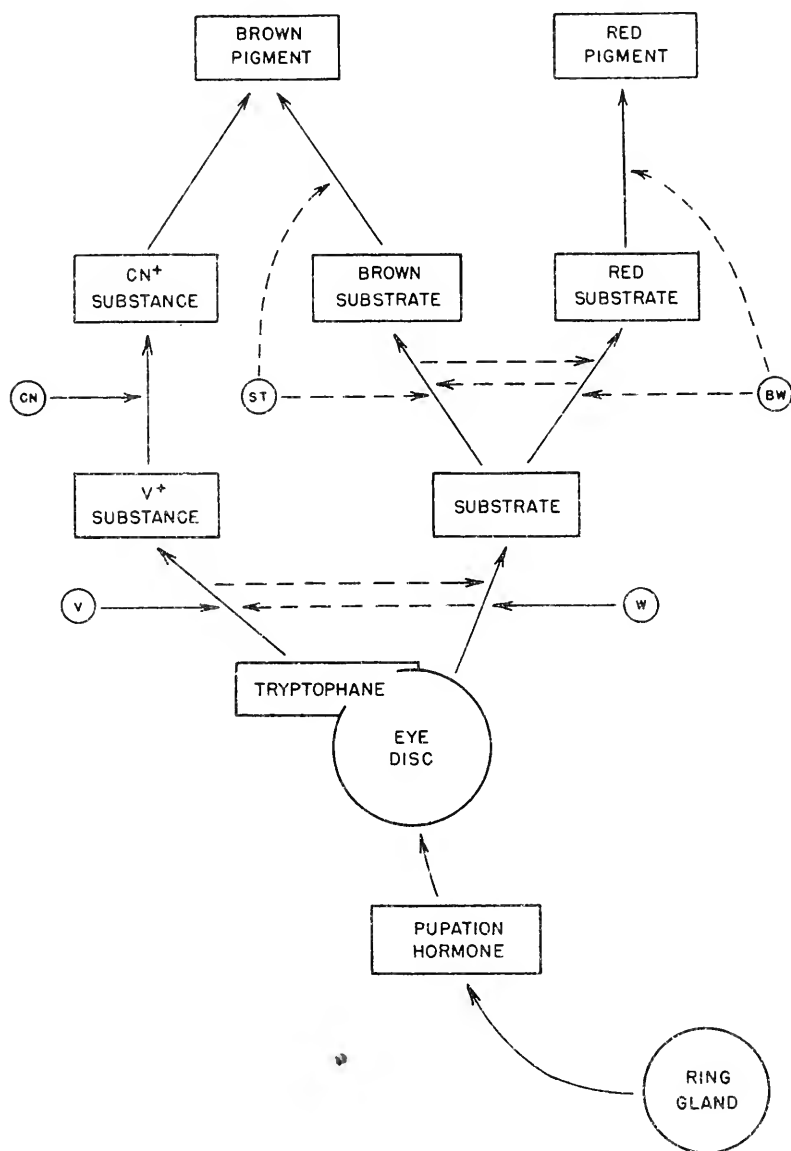 BROWN
PIGMENT
RED
PIGMENT
CN+
SUBSTANCE
BROWN
SUBSTRATE
RED
SUBSTRATE
CN
ST
BW
V+
SUBSTANCE
SUBSTRATE
V
W
TRYPTOPHANE
EYE
DISC
PUPATION
HORMONE
RING
GLAND